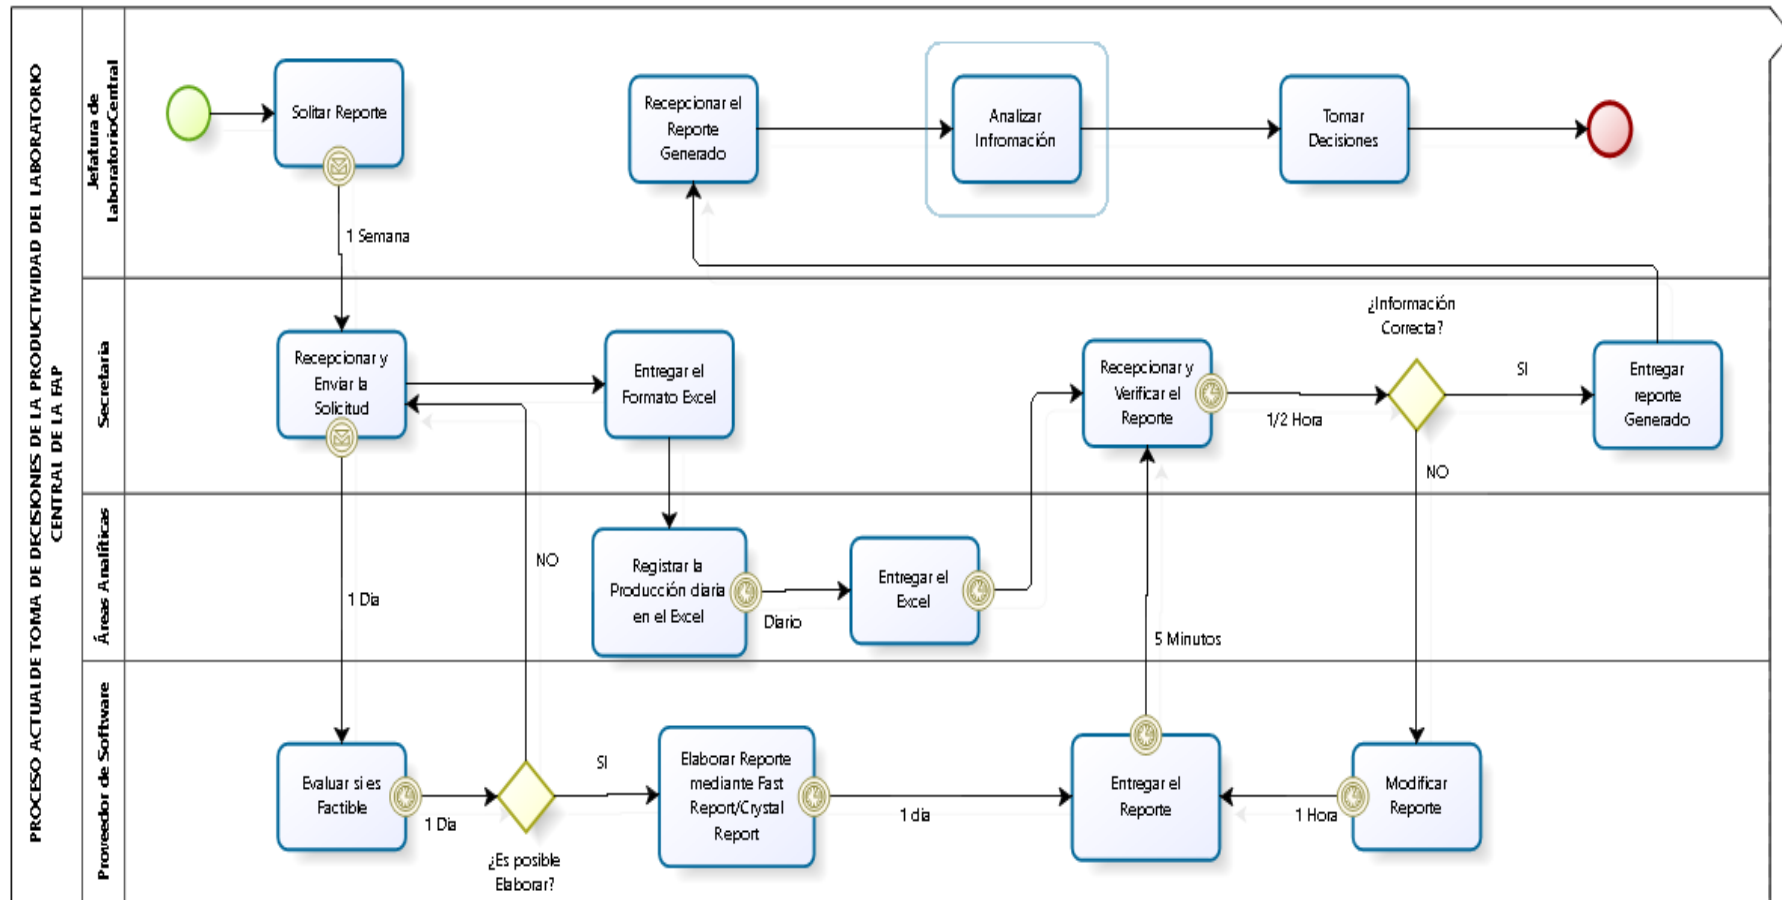 PROCESO ACTUAL DE TOMA DE DECISIONES DE LA PRODUCTIVIDAD DEL LABORATORIO
CENTRAL DE LA FAP
Jefatura de
LaboratorioCentral
Solitar Reporte
1 Semana
Recepcionar el
Reporte
Generado
Analizar
Infromación
Tomar
Decisiones
Secretaria
Recepcionar y
Enviar la
Solicitud
Entregar el
Formato Excel
Recepcionar y
Verificar el
Reporte
1/2 Hora
¿Información
Correcta?
SI
NO
Entregar
reporte
Generado
Áreas Analíticas
1 Dia
NO
Registrar la
Producción diaria
en el Excel
Diario
Entregar el
Excel
5 Minutos
Proveedor de Software
Evaluar si es
Factible
1 Dia
¿Es posible
Elaborar?
SI
Elaborar Reporte
mediante Fast
Report/Crystal
Report
1 dia
Entregar el
Reporte
1 Hora
Modificar
Reporte